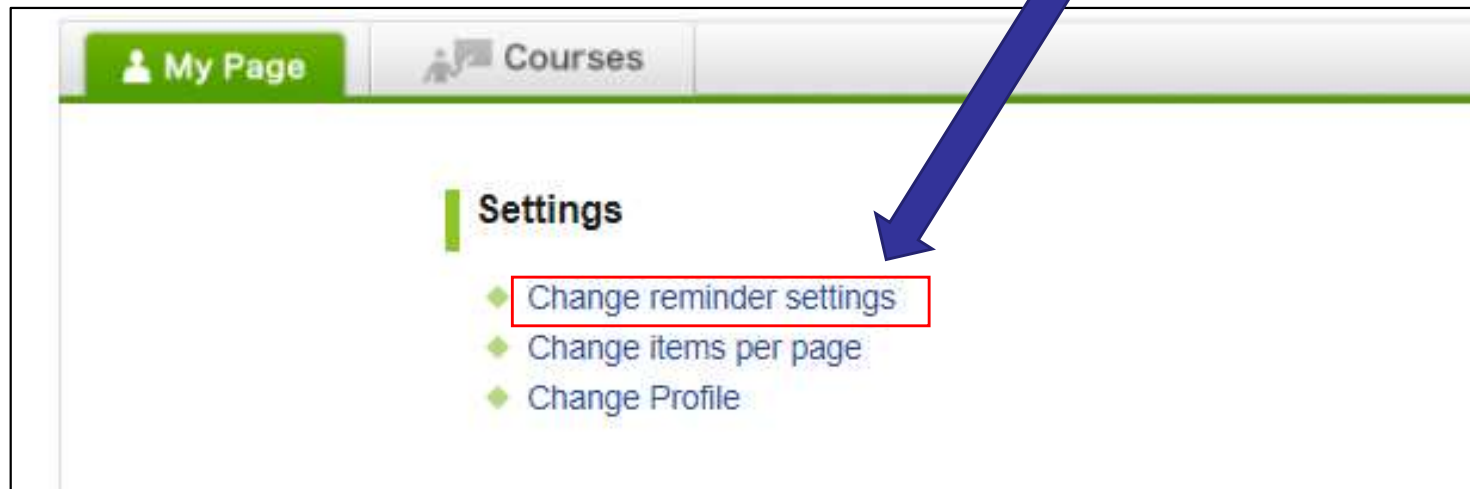 My Page
Courses
Settings
Change reminder settings
Change items per page
Change Profile